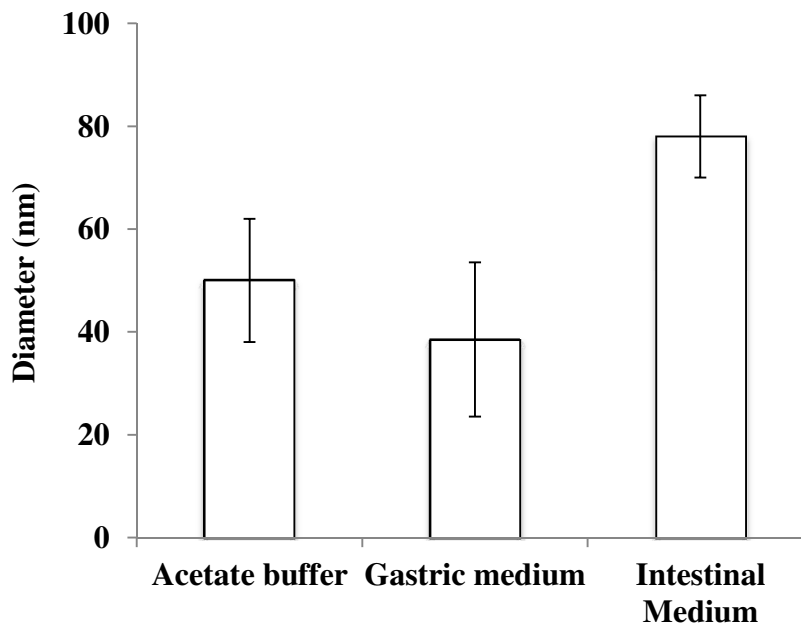 100
80
60
40
20
0
Diameter (nm)
Acetate buffer
Gastric medium
Intestinal
Medium